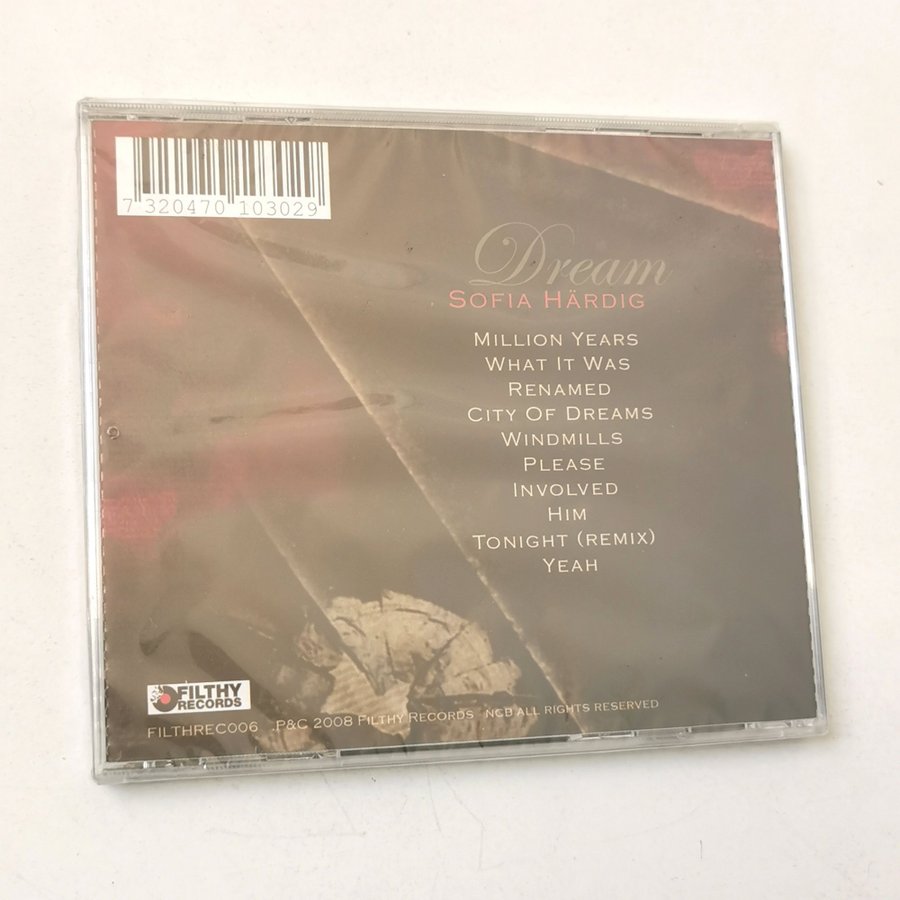 7 320470 103029
Dream
SOFIA HÄRDIG
MILLION YEARS
WHAT IT WAS
RENAMED
CITY OF DREAMS
WINDMILLS
PLEASE
INVOLVED
HIM
TONIGHT (REMIX)
YEAH
FILTHY
RECORDS
FILTHREC006 .P&C 2008 FILTHY RECORDS NCB ALL RIGHTS RESERVED